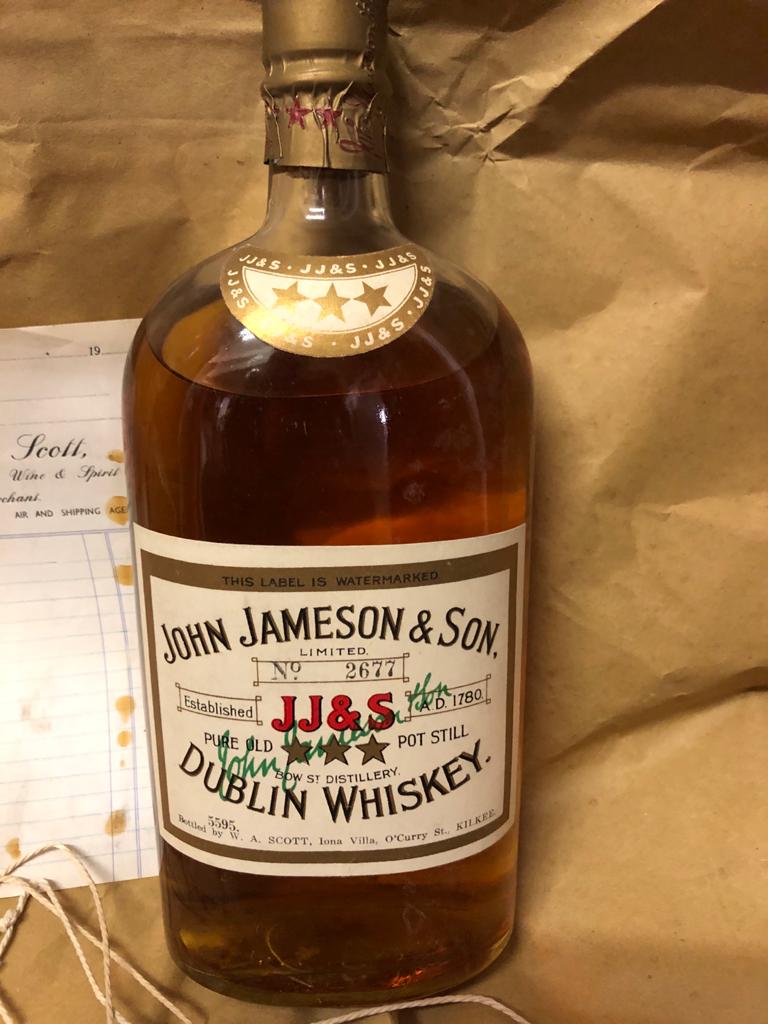 JJ&S · JJ&S · JJ&S
JJ&S JJ&S
&S · JJ&S ·
19
Scott,
Wine & Spirit
chant.
AIR AND SHIPPING AGE
THIS LABEL IS WATERMARKED
JOHN JAMESON & SON,
LIMITED.
Nº 2677
Established JJ&S A.D. 1780.
John Jameson & Son
PURE OLD POT STILL
BOW ST DISTILLERY.
DUBLIN WHISKEY.
5595.
Bottled by W. A. SCOTT, Iona Villa, O'Curry St., KILKEE.